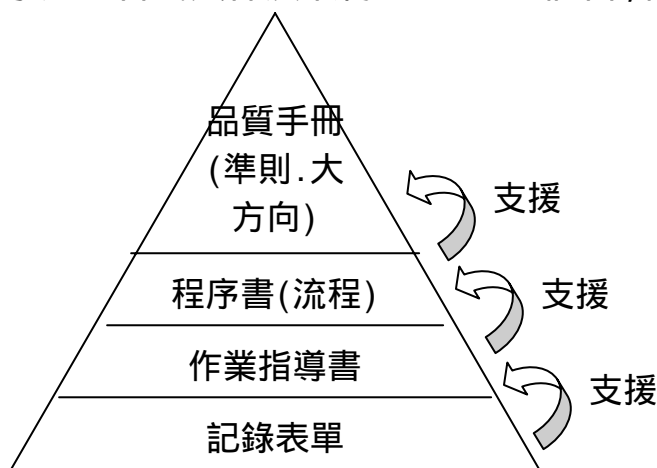 品質手冊
(準則.大
方向)
支援
程序書(流程)
支援
作業指導書
支援
記錄表單